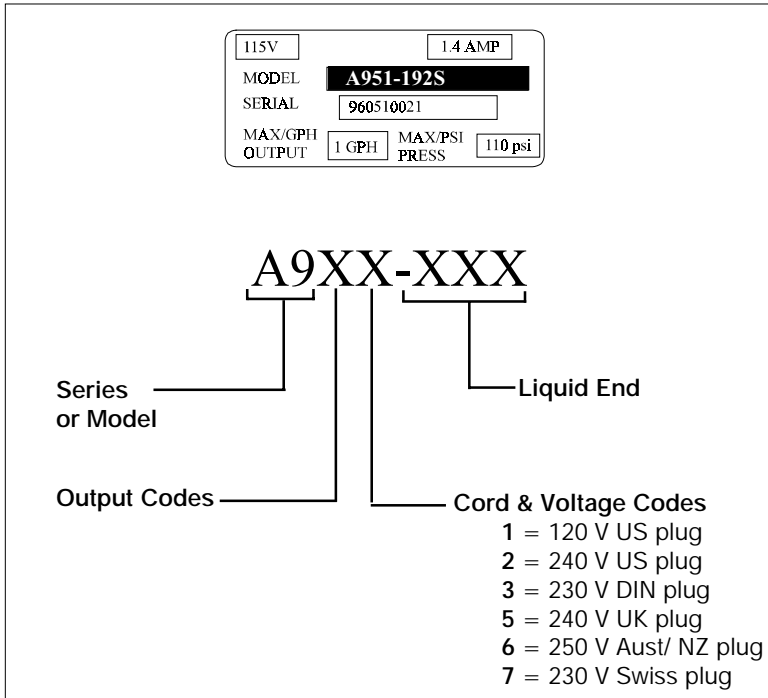 115V 1.4 AMP
MODEL A951-192S
SERIAL 960510021
MAX/GPH OUTPUT 1 GPH MAX/PSI PRESS 110 psi
A9XX-XXX
Series or Model
Liquid End
Output Codes
Cord & Voltage Codes
1 = 120 V US plug
2 = 240 V US plug
3 = 230 V DIN plug
5 = 240 V UK plug
6 = 250 V Aust/ NZ plug
7 = 230 V Swiss plug